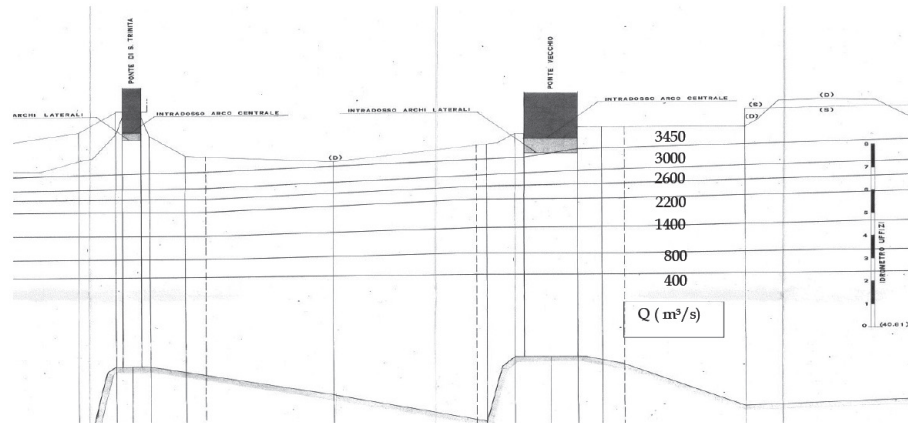 PONTE DI S. TRINITA
PONTE VECCHIO
ARCHI LATERALI
INTRADOSSO ARCO CENTRALE
INTRADOSSO ARCHI LATERALI
INTRADOSSO ARCO CENTRALE
(D)
(S)
(D)
(D)
(S)
3450
3000
2600
2200
1400
800
400
Q ( m³/s)
8
7
6
5
4
3
2
1
0 (40.61)
IDROMETRO UFFIZI